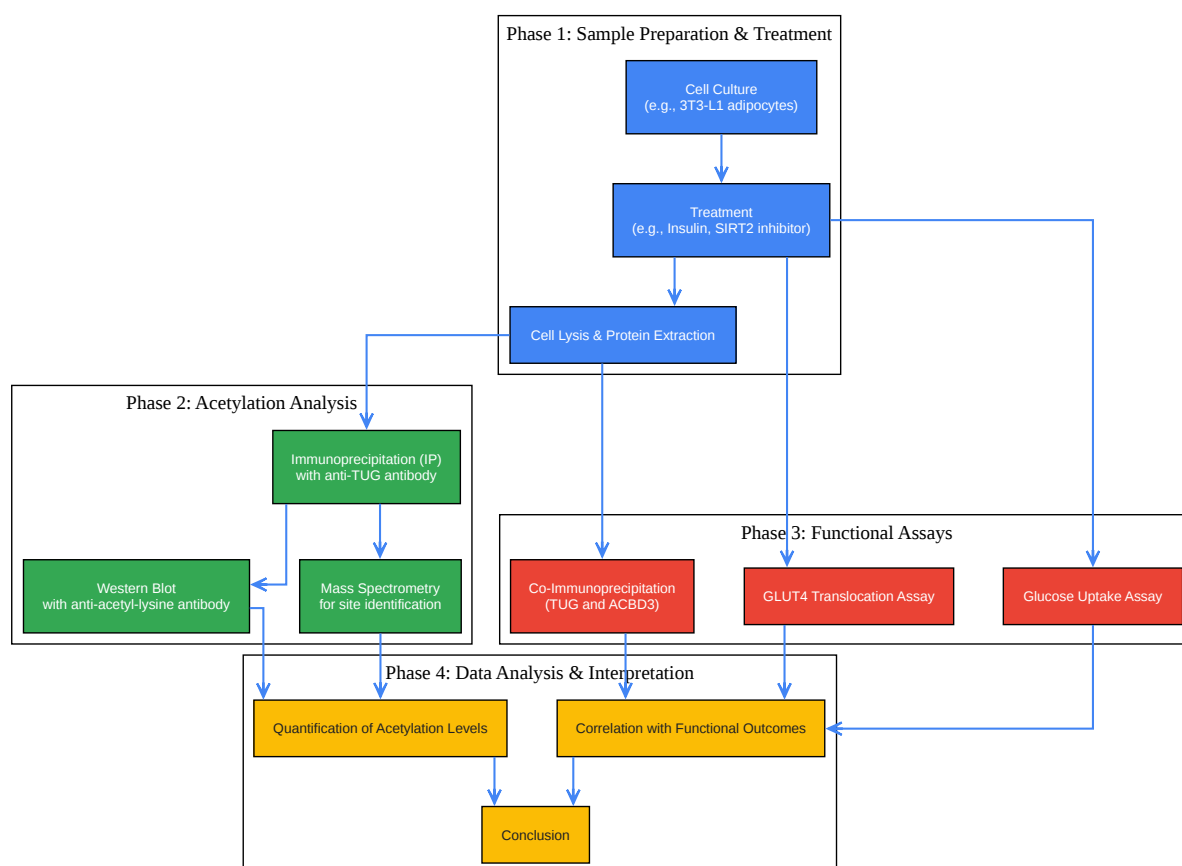 Phase 1: Sample Preparation & Treatment
Cell Culture
(e.g., 3T3-L1 adipocytes)
Treatment
(e.g., Insulin, SIRT2 inhibitor)
Cell Lysis & Protein Extraction
Phase 2: Acetylation Analysis
Immunoprecipitation (IP)
with anti-TUG antibody
Western Blot
with anti-acetyl-lysine antibody
Mass Spectrometry
for site identification
Phase 3: Functional Assays
Co-Immunoprecipitation
(TUG and ACBD3)
GLUT4 Translocation Assay
Glucose Uptake Assay
Phase 4: Data Analysis & Interpretation
Quantification of Acetylation Levels
Correlation with Functional Outcomes
Conclusion